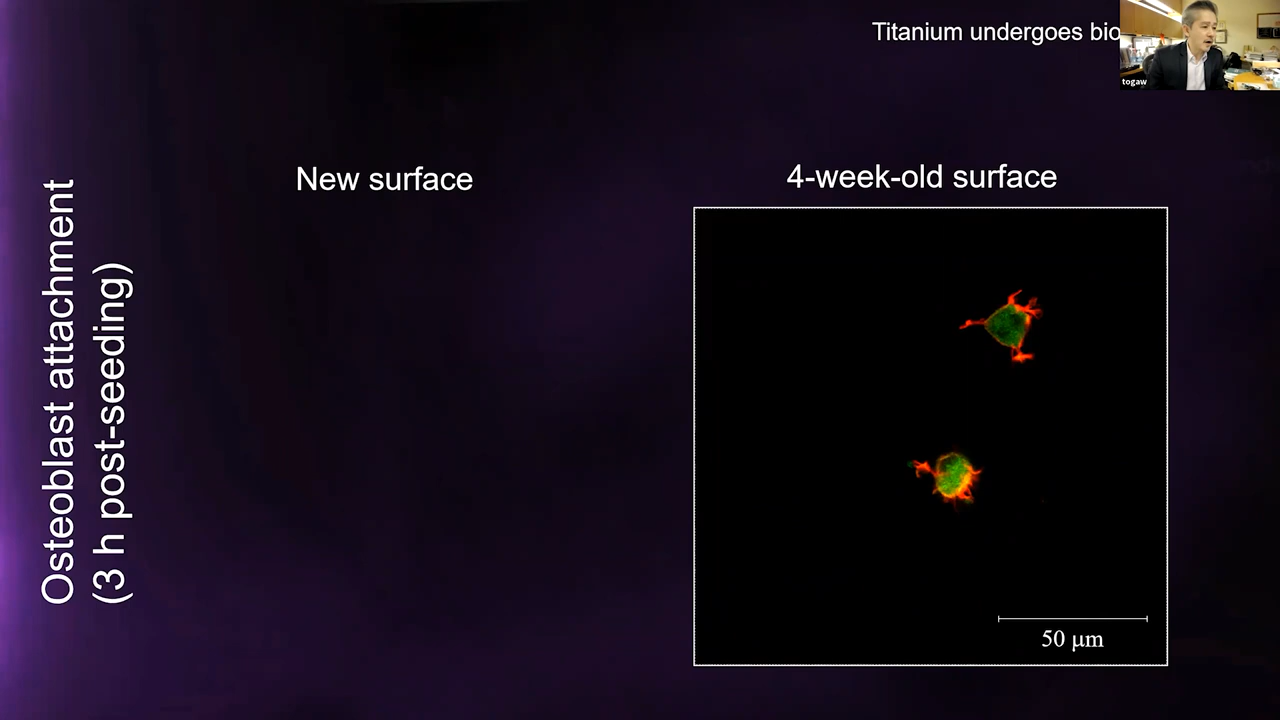 Titanium undergoes bio
togaw
New surface
4-week-old surface
Osteoblast attachment
(3 h post-seeding)
50 μm